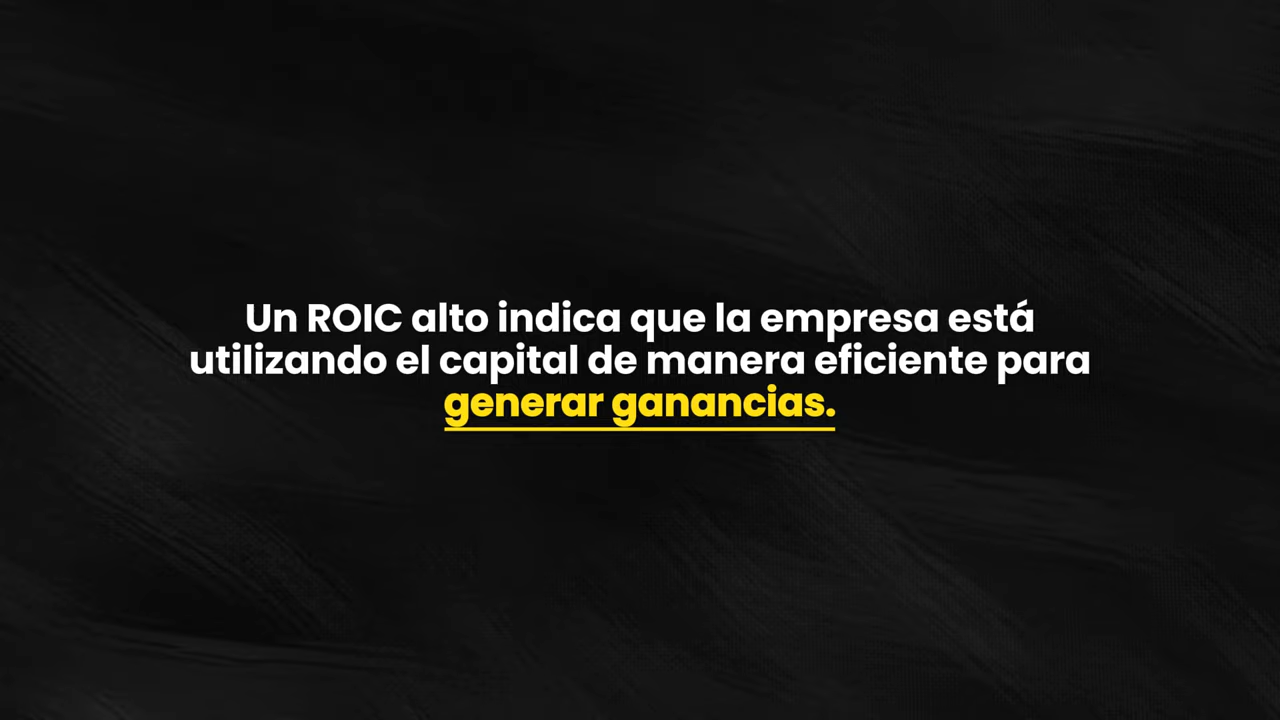 Un ROIC alto indica que la empresa está
utilizando el capital de manera eficiente para
generar ganancias.